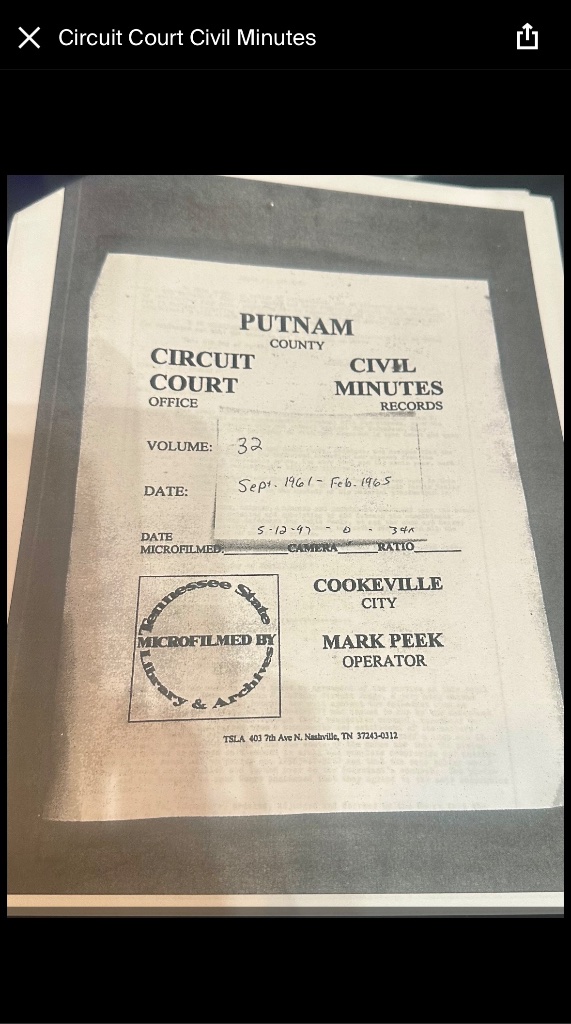 Circuit Court Civil Minutes
PUTNAM
COUNTY
CIRCUIT
COURT
OFFICE
CIVIL
MINUTES
RECORDS
VOLUME: 32
DATE: Sept. 1961 - Feb. 1965
5-12-97 - D - 34x
DATE
MICROFILMED: CAMERA RATIO
Tennessee State
MICROFILMED BY
Library & Archives
COOKEVILLE
CITY
MARK PEEK
OPERATOR
TSLA 403 7th Ave N. Nashville, TN 37243-0312